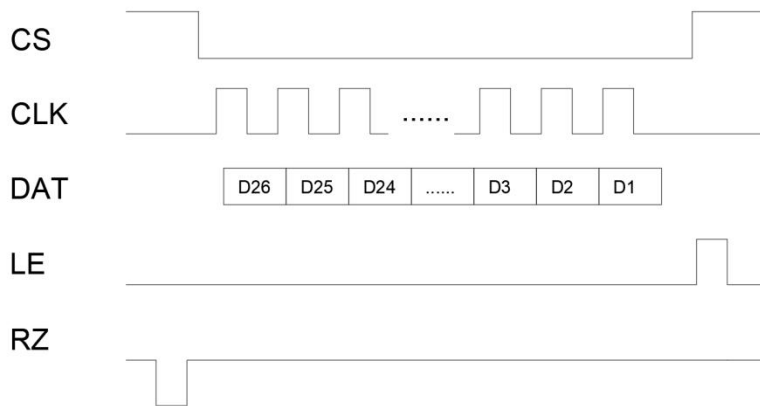 CS
CLK
......
DAT
D26 D25 D24 ...... D3 D2 D1
LE
RZ